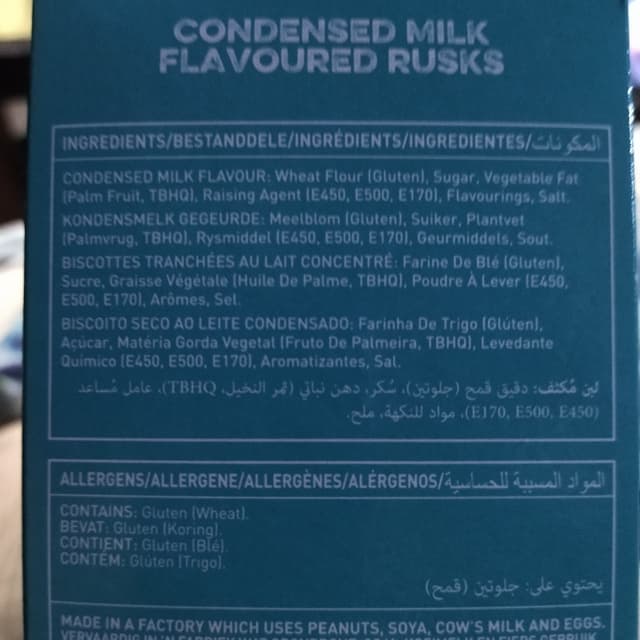 CONDENSED MILK
FLAVOURED RUSKS
INGREDIENTS/BESTANDDELE/INGRÉDIENTS/INGREDIENTES/المكونات
CONDENSED MILK FLAVOUR: Wheat Flour (Gluten), Sugar, Vegetable Fat
(Palm Fruit, TBHQ), Raising Agent (E450, E500, E170), Flavourings, Salt.
KONDENSMELK GEGEURDE: Meelblom (Gluten), Suiker, Plantvet
(Palmvrug, TBHQ), Rysmiddel (E450, E500, E170), Geurmiddels, Sout.
BISCOTTES TRANCHÉES AU LAIT CONCENTRÉ: Farine De Blé (Gluten),
Sucre, Graisse Végétale (Huile De Palme, TBHQ), Poudre À Lever (E450,
E500, E170), Arômes, Sel.
BISCOITO SECO AO LEITE CONDENSADO: Farinha De Trigo (Glúten),
Açúcar, Matéria Gorda Vegetal (Fruto De Palmeira, TBHQ), Levedante
Químico (E450, E500, E170), Aromatizantes, Sal.
لبن مُكثف: دقيق قمح (جلوتين)، سُكر، دهن نباتي (ثمر النخيل، TBHQ)، عامل مُساعد
(E170, E500, E450)، مواد للنكهة، ملح.
ALLERGENS/ALLERGENE/ALLERGÈNES/ALÉRGENOS/المواد المسببة للحساسية
CONTAINS: Gluten (Wheat).
BEVAT: Gluten (Koring).
CONTIENT: Gluten (Blé).
CONTÉM: Glúten (Trigo).
يحتوي على: جلوتين (قمح)
MADE IN A FACTORY WHICH USES PEANUTS, SOYA, COW'S MILK AND EGGS.